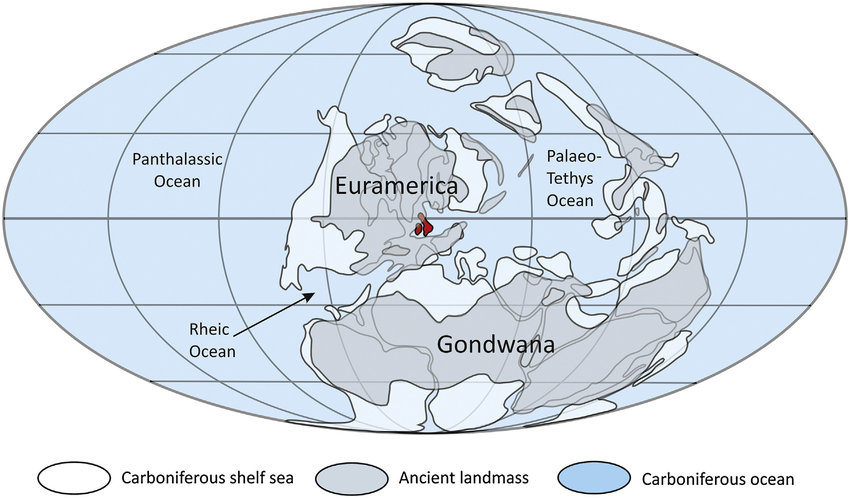 Panthalassic
Ocean
Euramerica
Palaeo-
Tethys
Ocean
Rheic
Ocean
Gondwana
Carboniferous shelf sea
Ancient landmass
Carboniferous ocean